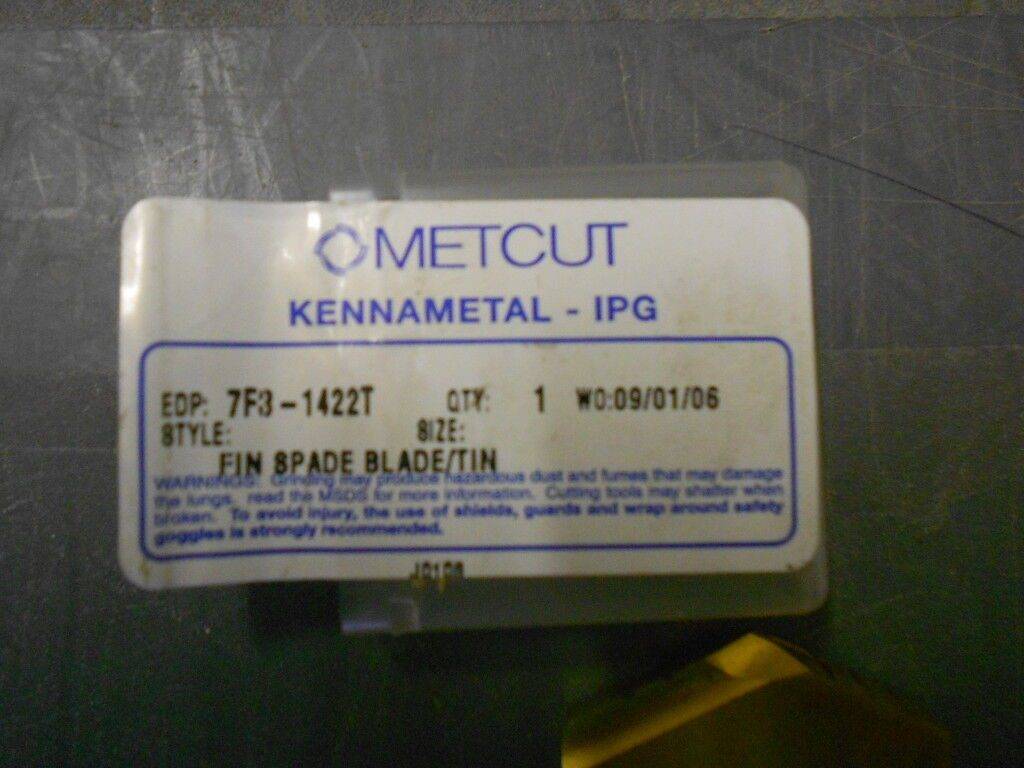 METCUT
KENNAMETAL - IPG
EDP: 7F3-1422T QTY: 1 WO:09/01/06
STYLE: SIZE:
FIN SPADE BLADE/TIN
WARNINGS: Grinding may produce hazardous dust and fumes that may damage
the lungs. read the MSDS for more information. Cutting tools may shatter when
broken. To avoid injury, the use of shields, guards and wrap around safety
goggles is strongly recommended.